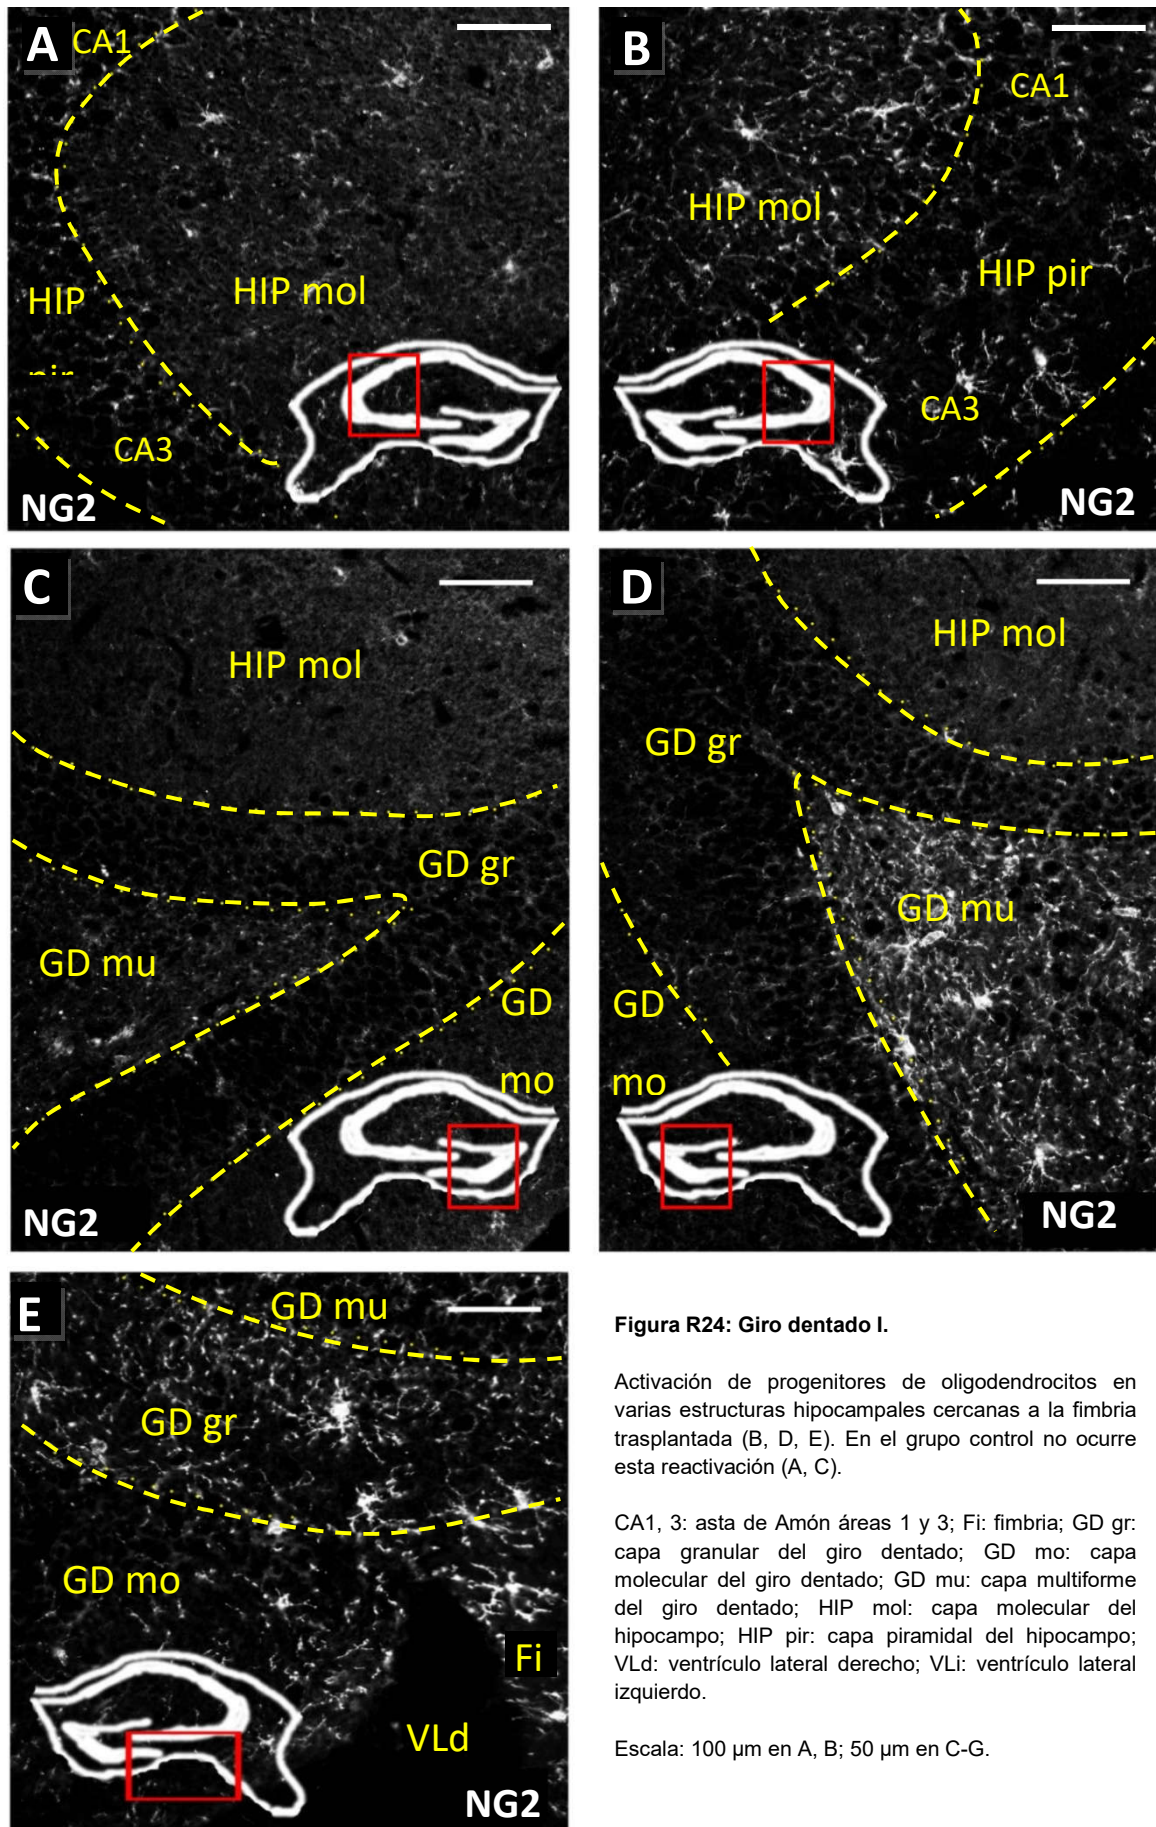 A
CA1
HIP mol
HIP
pir
CA3
NG2
B
CA1
HIP mol
HIP pir
CA3
NG2
C
HIP mol
GD gr
GD mu
GD
mo
NG2
D
HIP mol
GD gr
GD mu
GD
mo
NG2
E
GD mu
GD gr
GD mo
Fi
VLd
NG2
Figura R24: Giro dentado I.
Activación de progenitores de oligodendrocitos en
varias estructuras hipocampales cercanas a la fimbria
trasplantada (B, D, E). En el grupo control no ocurre
esta reactivación (A, C).
CA1, 3: asta de Amón áreas 1 y 3; Fi: fimbria; GD gr:
capa granular del giro dentado; GD mo: capa
molecular del giro dentado; GD mu: capa multiforme
del giro dentado; HIP mol: capa molecular del
hipocampo; HIP pir: capa piramidal del hipocampo;
VLd: ventrículo lateral derecho; VLi: ventrículo lateral
izquierdo.
Escala: 100 µm en A, B; 50 µm en C-G.